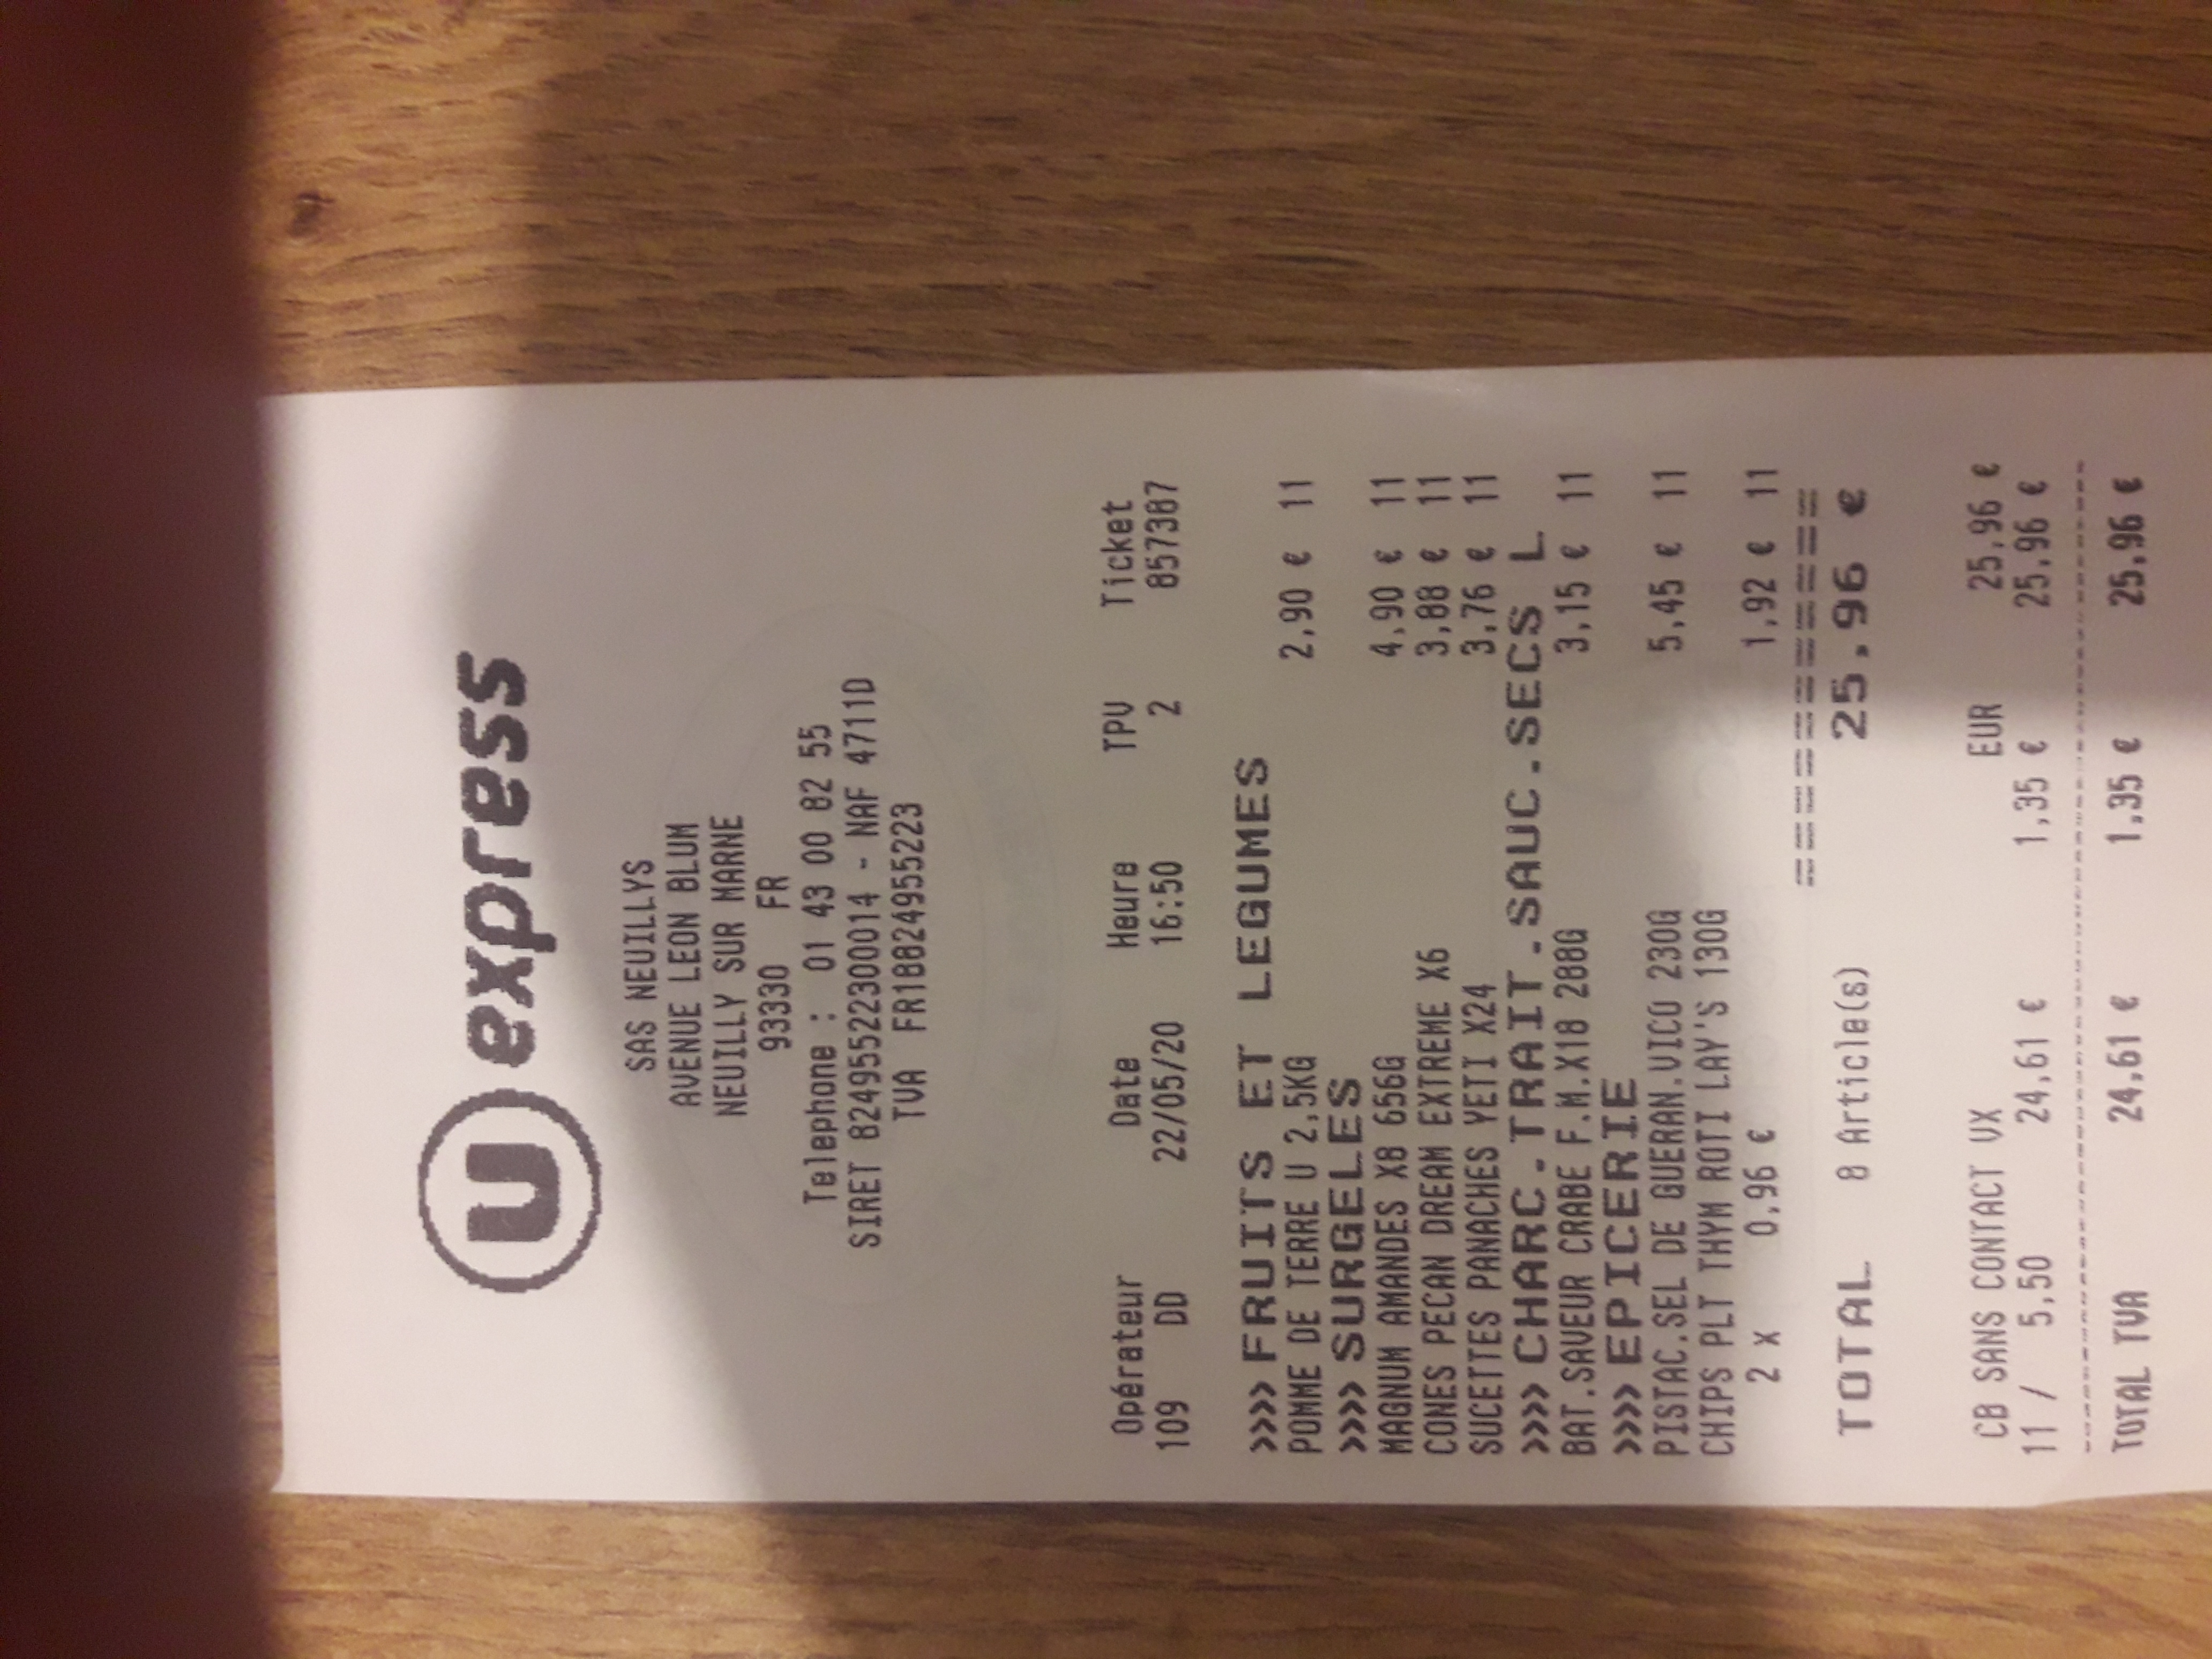 U express
SAS NEUILLYS
AVENUE LEON BLUM
NEUILLY SUR MARNE
93330 FR
Telephone : 01 43 00 82 55
SIRET 82495522300014 - NAF 4711D
TVA FR18824955223
Opérateur Date Heure TPV Ticket
109 DD 22/05/20 16:50 2 857387
»»FRUITS ET LEGUMES
POMME DE TERRE U 2,5KG 2,90 € 11
»»SURGELES
MAGNUM AMANDES X8 656G 4,90 € 11
CONES PECAN DREAM EXTREME X6 3,88 € 11
SUCETTES PANACHES YETI X24 3,76 € 11
»»CHARC.TRAIT.SAUC.SECS L
BAT.SAVEUR CRABE F.M.X18 288G 3,15 € 11
»»EPICERIE
PISTAC.SEL DE GUERAN.VICO 230G 5,45 € 11
CHIPS PLT THYM ROTI LAY'S 130G
2 x 0,96 € 1,92 € 11
===========
TOTAL 8 Article(s) 25,96 €
CB SANS CONTACT VX EUR 25,96 €
11 / 5,50 24,61 € 1,35 € 25,96 €
TOTAL TVA 24,61 € 1,35 € 25,96 €